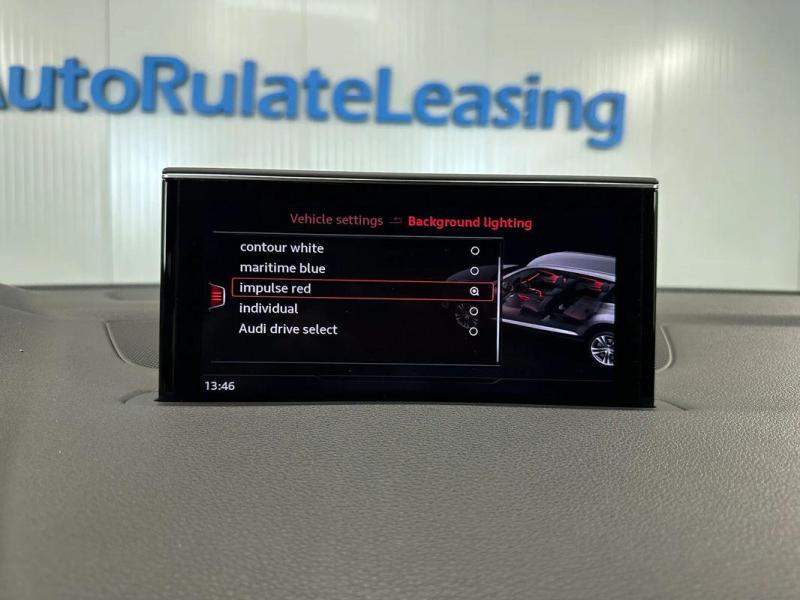 AutoRulateLeasing
Vehicle settings Background lighting
contour white
maritime blue
impulse red
individual
Audi drive select
13:46